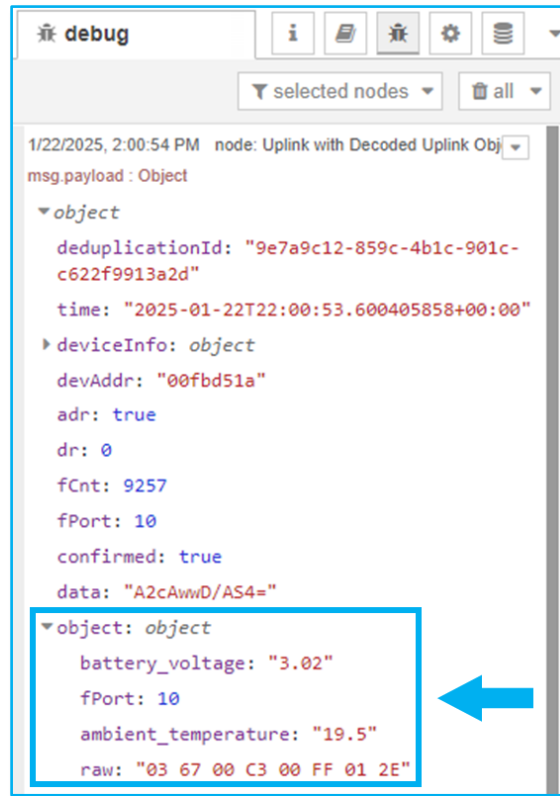 debug
i
selected nodes
all
1/22/2025, 2:00:54 PM node: Uplink with Decoded Uplink Obj
msg.payload : Object
object
deduplicationId: "9e7a9c12-859c-4b1c-901c-
c622f9913a2d"
time: "2025-01-22T22:00:53.600405858+00:00"
deviceInfo: object
devAddr: "00fbd51a"
adr: true
dr: 0
fCnt: 9257
fPort: 10
confirmed: true
data: "A2cAwwD/AS4="
object: object
battery_voltage: "3.02"
fPort: 10
ambient_temperature: "19.5"
raw: "03 67 00 C3 00 FF 01 2E"